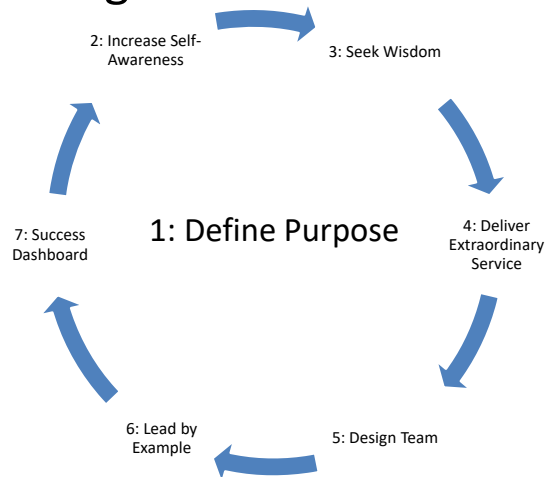 2: Increase Self-
Awareness
3: Seek Wisdom
1: Define Purpose
7: Success
Dashboard
4: Deliver
Extraordinary
Service
6: Lead by
Example
5: Design Team